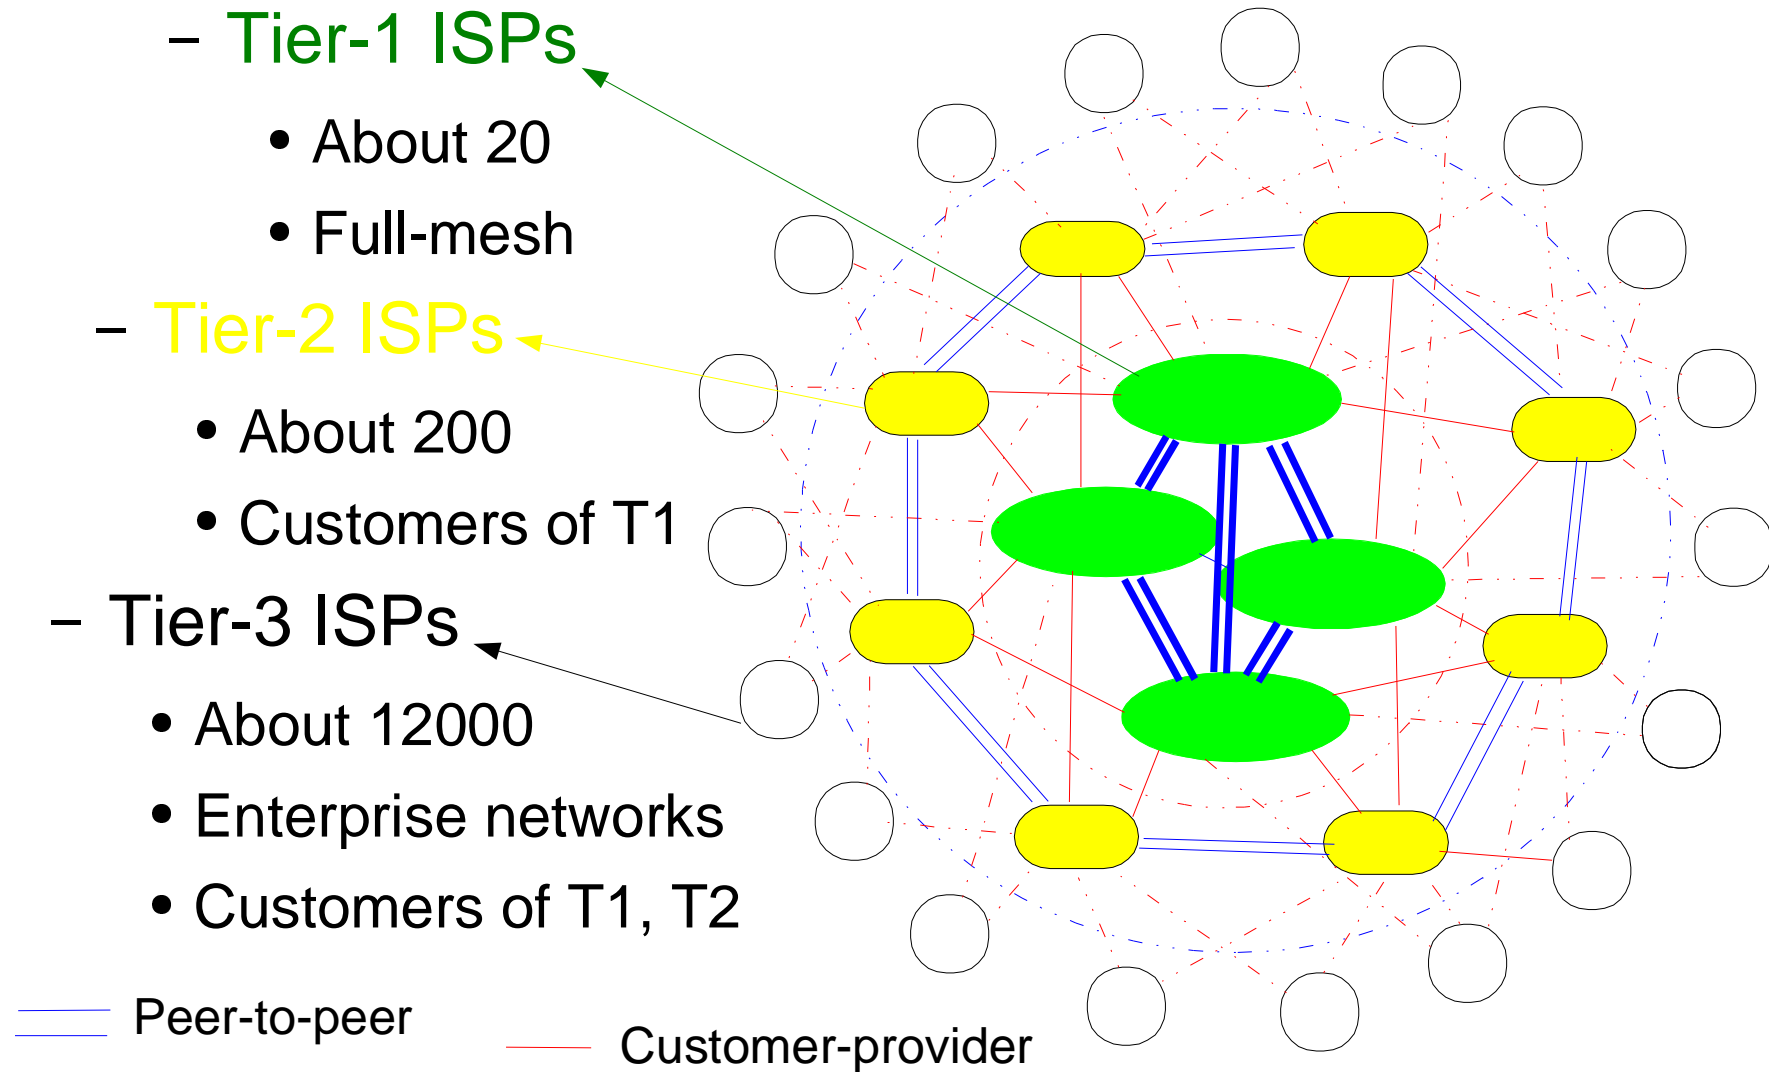 – Tier-1 ISPs
• About 20
• Full-mesh
– Tier-2 ISPs
• About 200
• Customers of T1
– Tier-3 ISPs
• About 12000
• Enterprise networks
• Customers of T1, T2
Peer-to-peer
Customer-provider